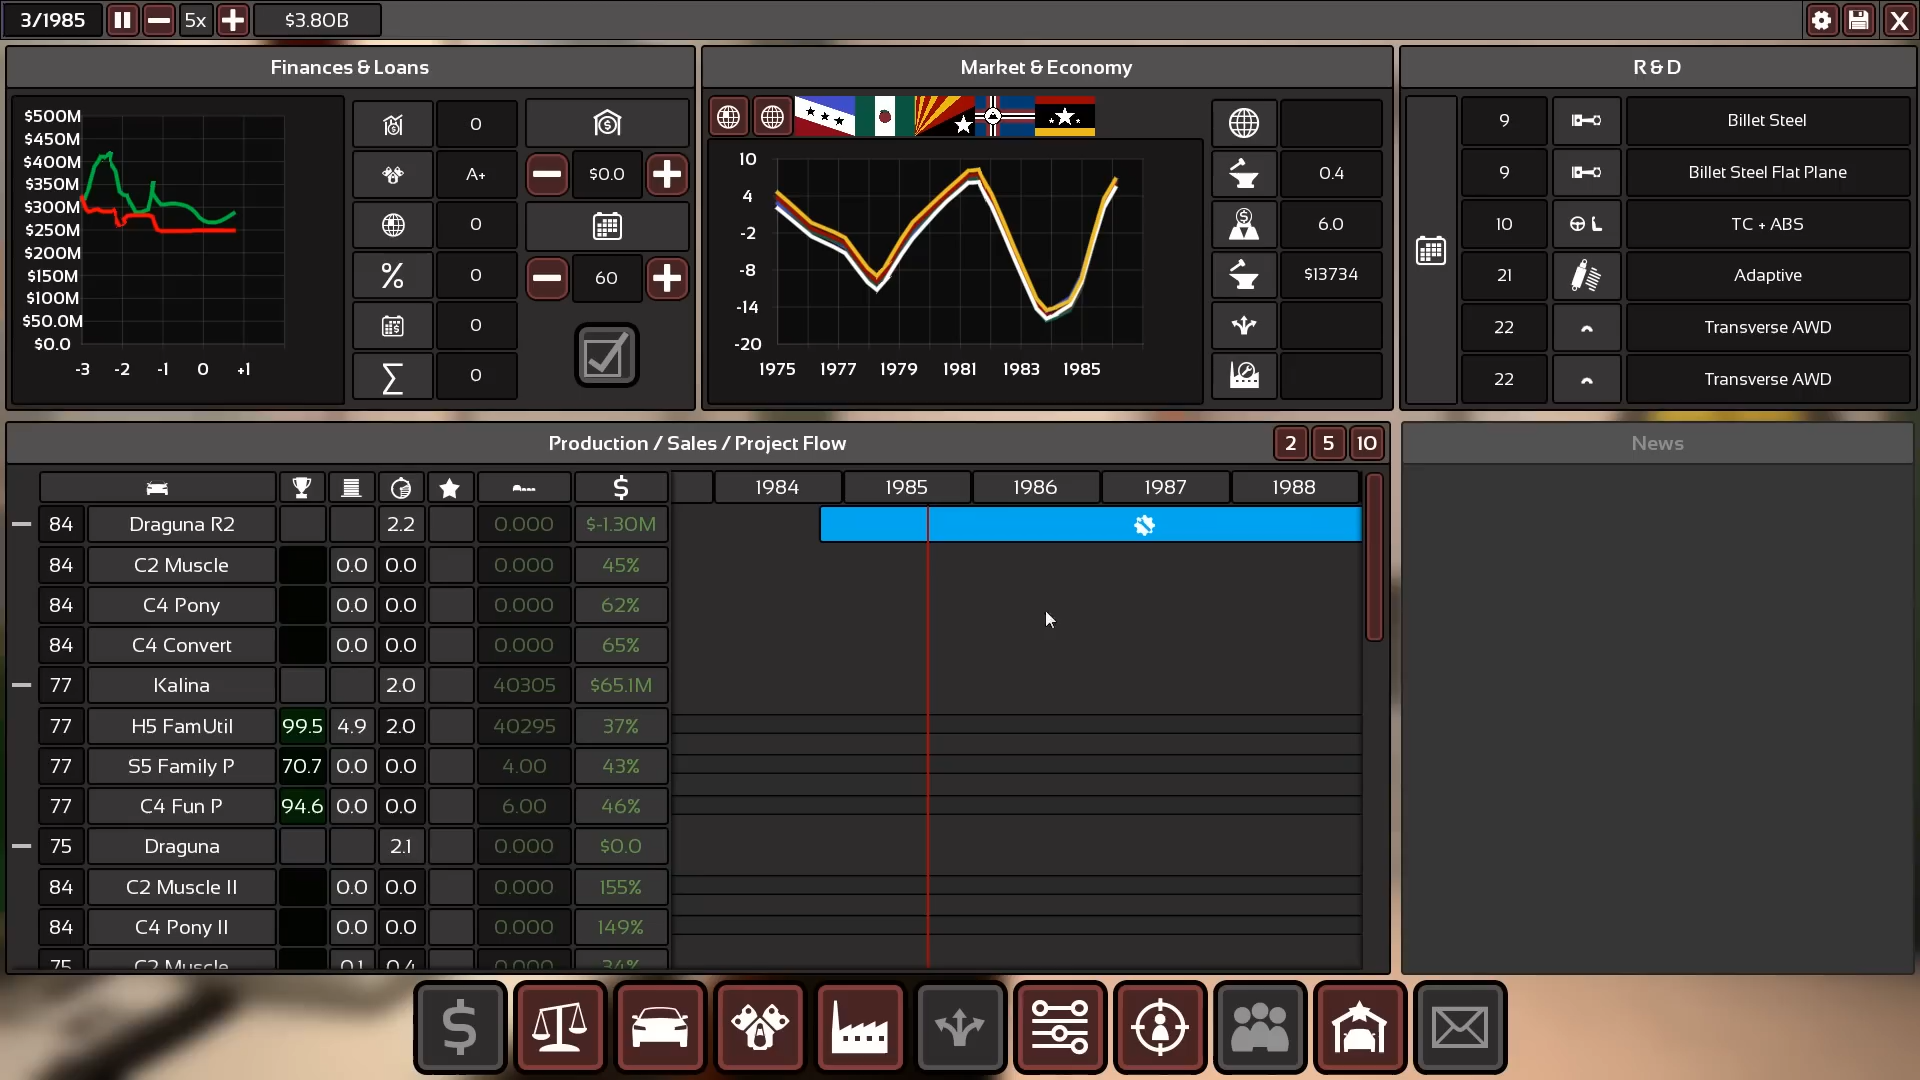 3/1985 5x $3.80B
Finances & Loans
$500M
$450M
$400M
$350M
$300M
$250M
$200M
$150M
$100M
$50.0M
$0.0
-3 -2 -1 0 +1
0
A+ $0.0
0
% 0 60
0
∑ 0
Market & Economy
10
4
-2
-8
-14
-20
1975 1977 1979 1981 1983 1985
0.4
6.0
$13734
R & D
9 Billet Steel
9 Billet Steel Flat Plane
10 TC + ABS
21 Adaptive
22 Transverse AWD
22 Transverse AWD
Production / Sales / Project Flow 2 5 10
$ 1984 1985 1986 1987 1988
84 Draguna R2 2.2 0.000 $-1.30M
84 C2 Muscle 0.0 0.0 0.000 45%
84 C4 Pony 0.0 0.0 0.000 62%
84 C4 Convert 0.0 0.0 0.000 65%
77 Kalina 2.0 40305 $65.1M
77 H5 FamUtil 99.5 4.9 2.0 40295 37%
77 S5 Family P 70.7 0.0 0.0 4.00 43%
77 C4 Fun P 94.6 0.0 0.0 6.00 46%
75 Draguna 2.1 0.000 $0.0
84 C2 Muscle II 0.0 0.0 0.000 155%
84 C4 Pony II 0.0 0.0 0.000 149%
75 C2 Muscle 0.1 0.4 0.000 34%
News
$